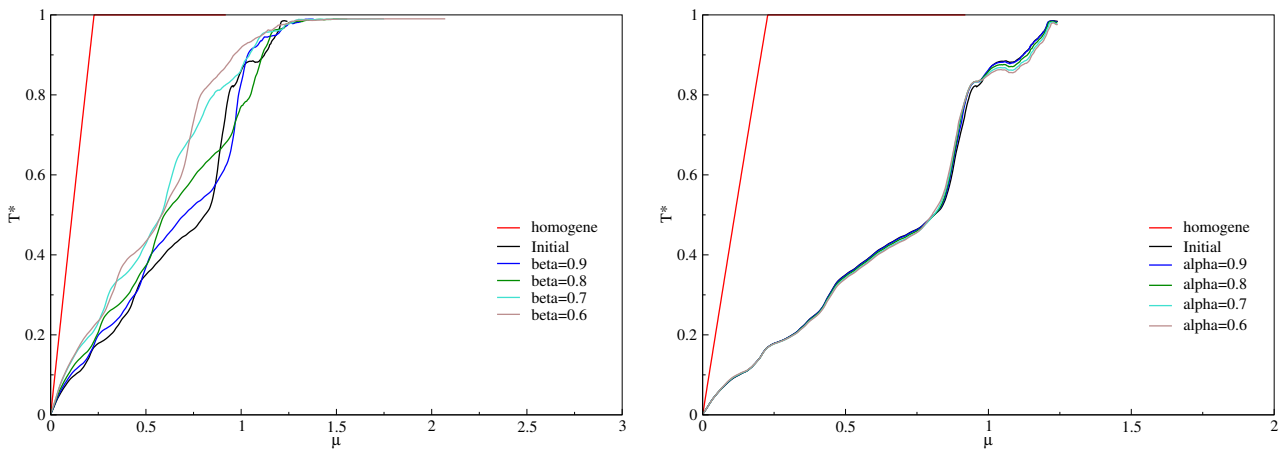 1
0.8
0.6
0.4
0.2
0
T*
0
0.5
1
1.5
2
2.5
3
μ
homogene
Initial
beta=0.9
beta=0.8
beta=0.7
beta=0.6
1
0.8
0.6
0.4
0.2
0
T*
0
0.5
1
1.5
2
μ
homogene
Initial
alpha=0.9
alpha=0.8
alpha=0.7
alpha=0.6